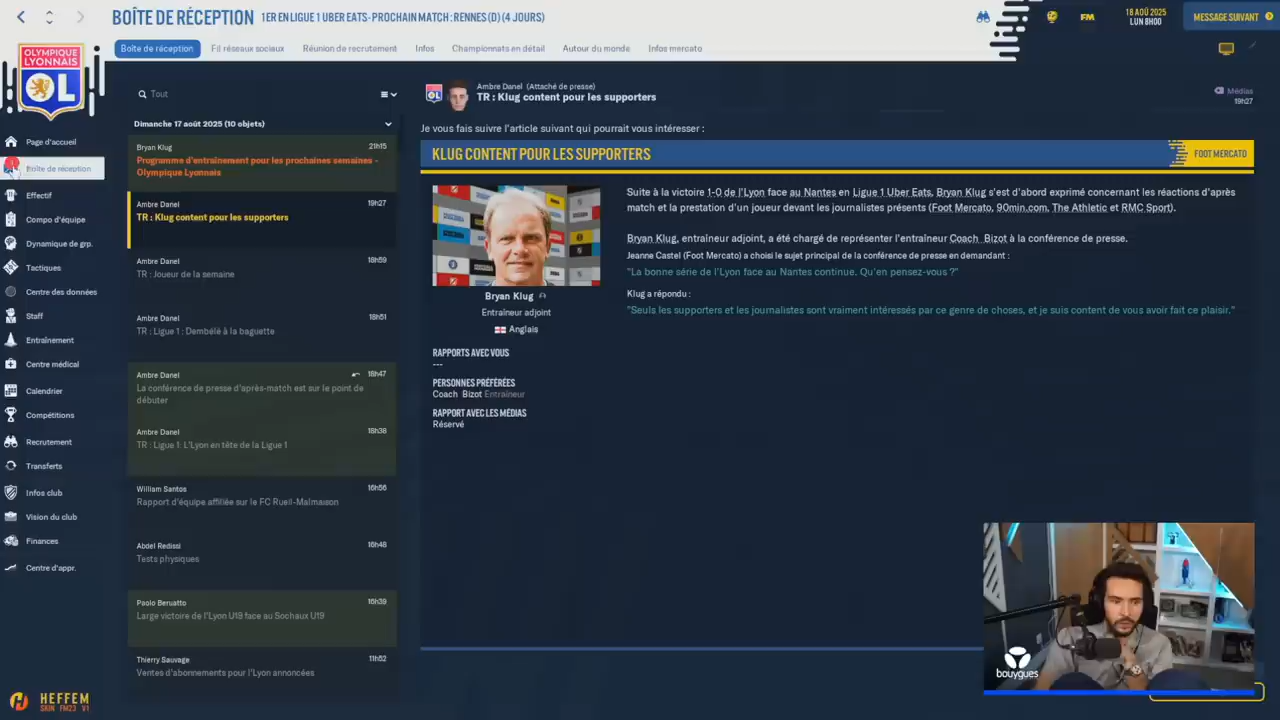 BOÎTE DE RÉCEPTION
1ER EN LIGUE 1 UBER EATS - PROCHAIN MATCH : RENNES (D) (4 JOURS)
FM
18 AOÛ 2025
LUN 8H00
MESSAGE SUIVANT
Boîte de réception
Fil réseaux sociaux
Réunion de recrutement
Infos
Championnats en détail
Autour du monde
Infos mercato
OLYMPIQUE
LYONNAIS
OL
Page d'accueil
Boîte de réception
Effectif
Compo d'équipe
Dynamique de grp.
Tactiques
Centre des données
Staff
Entraînement
Centre médical
Calendrier
Compétitions
Recrutement
Transferts
Infos club
Vision du club
Finances
Centre d'appr.
HEFFEM
SKIN FM23 V1
Tout
Dimanche 17 août 2025 (10 objets)
Bryan Klug 21h15
Programme d'entraînement pour les prochaines semaines -
Olympique Lyonnais
Ambre Danel 19h27
TR : Klug content pour les supporters
Ambre Danel 18h59
TR : Joueur de la semaine
Ambre Danel 18h51
TR : Ligue 1 : Dembélé à la baguette
Ambre Danel 18h47
La conférence de presse d'après-match est sur le point de
débuter
Ambre Danel 18h38
TR : Ligue 1: L'Lyon en tête de la Ligue 1
William Santos 16h56
Rapport d'équipe affiliée sur le FC Rueil-Malmaison
Abdel Redissi 16h48
Tests physiques
Paolo Beruatto 16h39
Large victoire de l'Lyon U19 face au Sochaux U19
Thierry Sauvage 11h52
Ventes d'abonnements pour l'Lyon annoncées
Ambre Danel (Attaché de presse)
TR : Klug content pour les supporters
Médias
19h27
Je vous fais suivre l'article suivant qui pourrait vous intéresser :
KLUG CONTENT POUR LES SUPPORTERS
FOOT MERCATO
Bryan Klug
Entraîneur adjoint
Anglais
RAPPORTS AVEC VOUS
---
PERSONNES PRÉFÉRÉES
Coach Bizot Entraîneur
RAPPORT AVEC LES MÉDIAS
Réservé
Suite à la victoire 1-0 de l'Lyon face au Nantes en Ligue 1 Uber Eats, Bryan Klug s'est d'abord exprimé concernant les réactions d'après
match et la prestation d'un joueur devant les journalistes présents (Foot Mercato, 90min.com, The Athletic et RMC Sport).
Bryan Klug, entraîneur adjoint, a été chargé de représenter l'entraîneur Coach Bizot à la conférence de presse.
Jeanne Castel (Foot Mercato) a choisi le sujet principal de la conférence de presse en demandant :
"La bonne série de l'Lyon face au Nantes continue. Qu'en pensez-vous ?"
Klug a répondu :
"Seuls les supporters et les journalistes sont vraiment intéressés par ce genre de choses, et je suis content de vous avoir fait ce plaisir."
bouygues